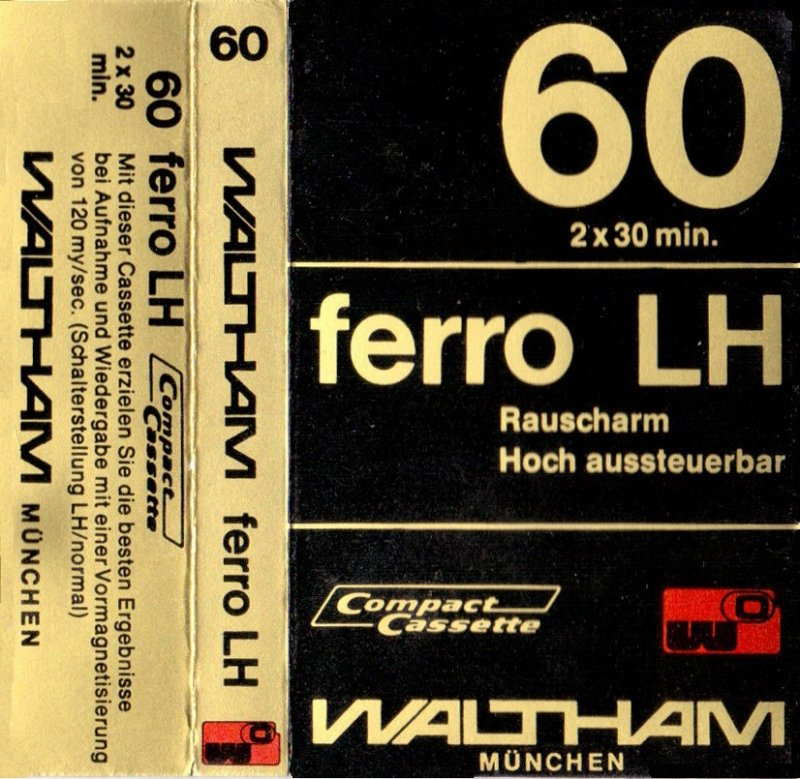 60
2 x 30 min.
ferro LH
Rauscharm
Hoch aussteuerbar
Compact
Cassette
WALTHAM
MÜNCHEN
60 WALTHAM ferro LH
60 ferro LH
Compact
Cassette
2 x 30
min.
Mit dieser Cassette erzielen Sie die besten Ergebnisse
bei Aufnahme und Wiedergabe mit einer Vormagnetisierung
von 120 my/sec. (Schalterstellung LH/normal)
WALTHAM MÜNCHEN